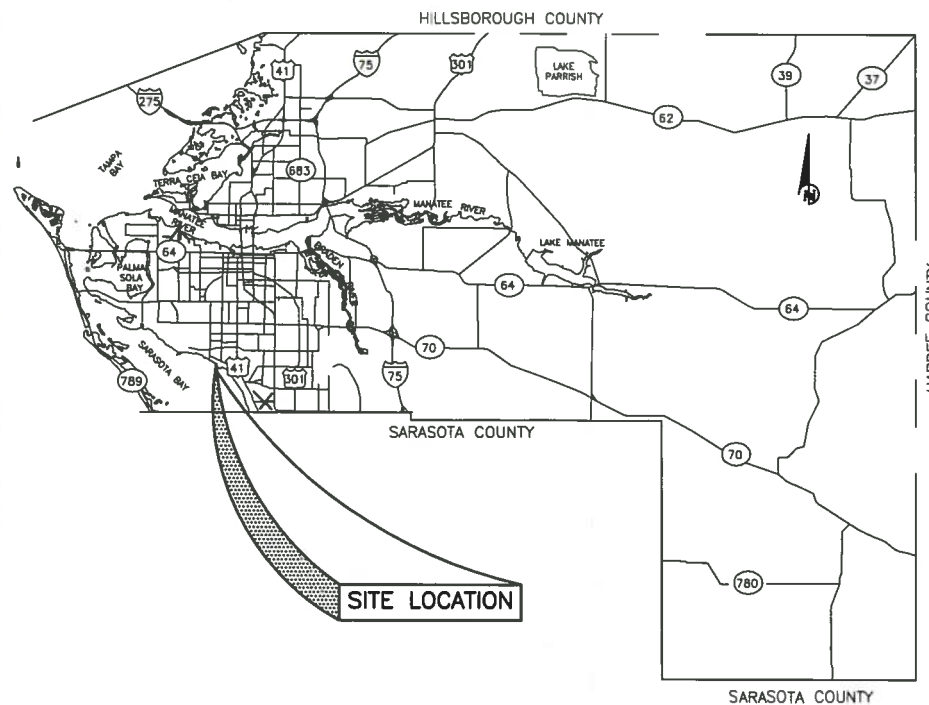 HILLSBOROUGH COUNTY
41
75
301
LAKE
PARRISH
39
37
275
62
TAMPA
BAY
683
TERRA CEIA BAY
MANATEE
RIVER
MANATEE RIVER
N
64
PALMA
SOLA
BAY
LAKE MANATEE
64
64
70
SARASOTA BAY
789
41
301
75
SARASOTA COUNTY
70
SITE LOCATION
780
SARASOTA COUNTY